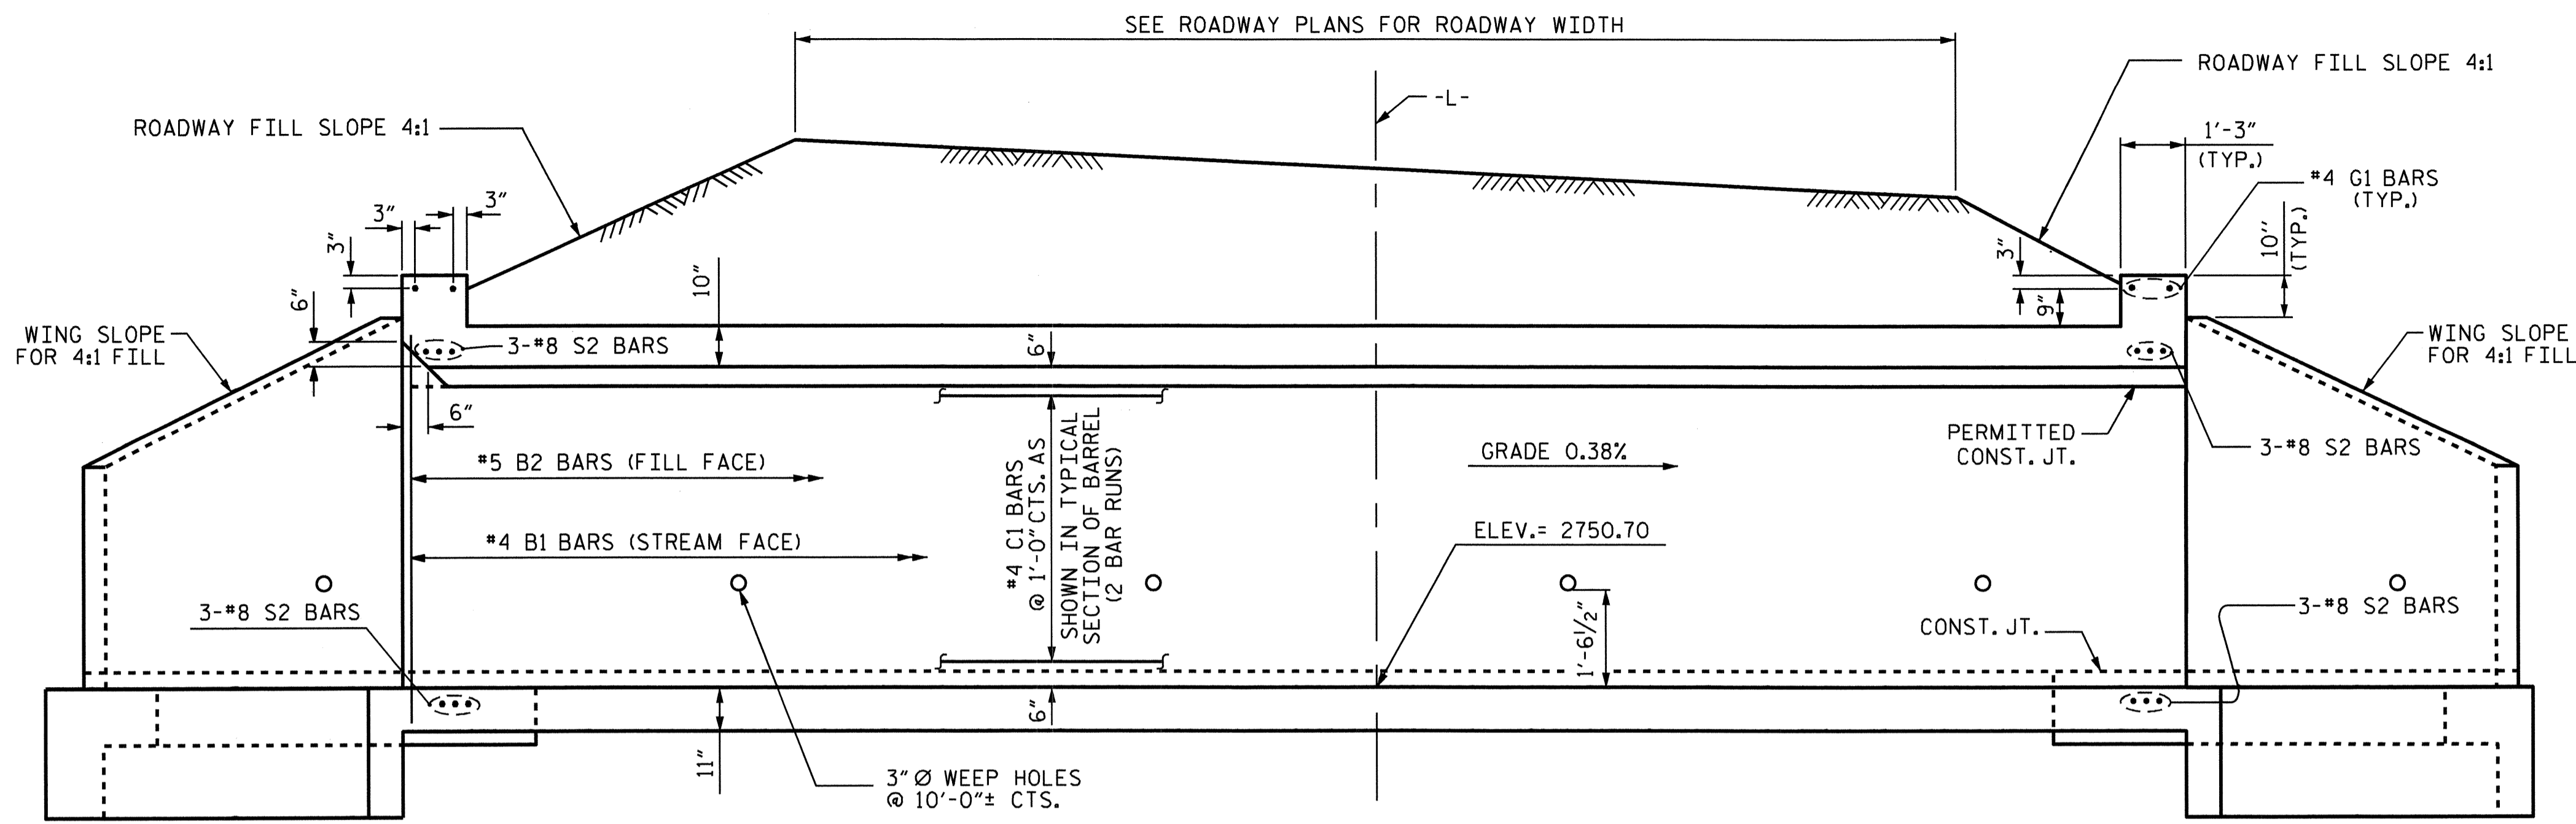 SEE ROADWAY PLANS FOR ROADWAY WIDTH
ROADWAY FILL SLOPE 4:1
-L-
ROADWAY FILL SLOPE 4:1
1'-3"
(TYP.)
#4 G1 BARS
(TYP.)
10''
(TYP.)
3"
3"
3"
6"
10"
3"
9"
WING SLOPE
FOR 4:1 FILL
3-#8 S2 BARS
6"
WING SLOPE
FOR 4:1 FILL
6"
PERMITTED
CONST. JT.
3-#8 S2 BARS
#5 B2 BARS (FILL FACE)
#4 C1 BARS
@ 1'-0" CTS. AS
SHOWN IN TYPICAL
SECTION OF BARREL
(2 BAR RUNS)
GRADE 0.38%
#4 B1 BARS (STREAM FACE)
ELEV.= 2750.70
3-#8 S2 BARS
1'-6 1/2"
3-#8 S2 BARS
CONST. JT.
6"
11"
3" Ø WEEP HOLES
@ 10'-0"± CTS.